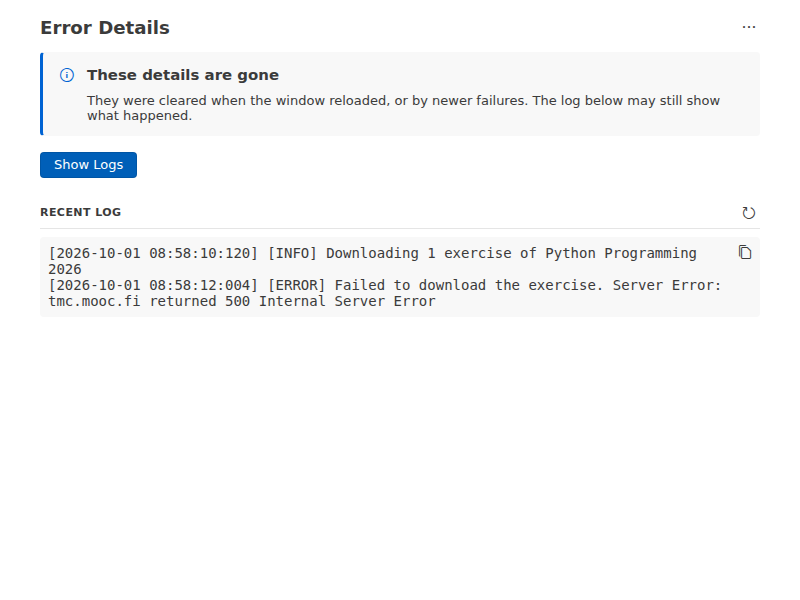 Error Details
These details are gone
They were cleared when the window reloaded, or by newer failures. The log below may still show
what happened.
Show Logs
RECENT LOG
[2026-10-01 08:58:10:120] [INFO] Downloading 1 exercise of Python Programming
2026
[2026-10-01 08:58:12:004] [ERROR] Failed to download the exercise. Server Error:
tmc.mooc.fi returned 500 Internal Server Error